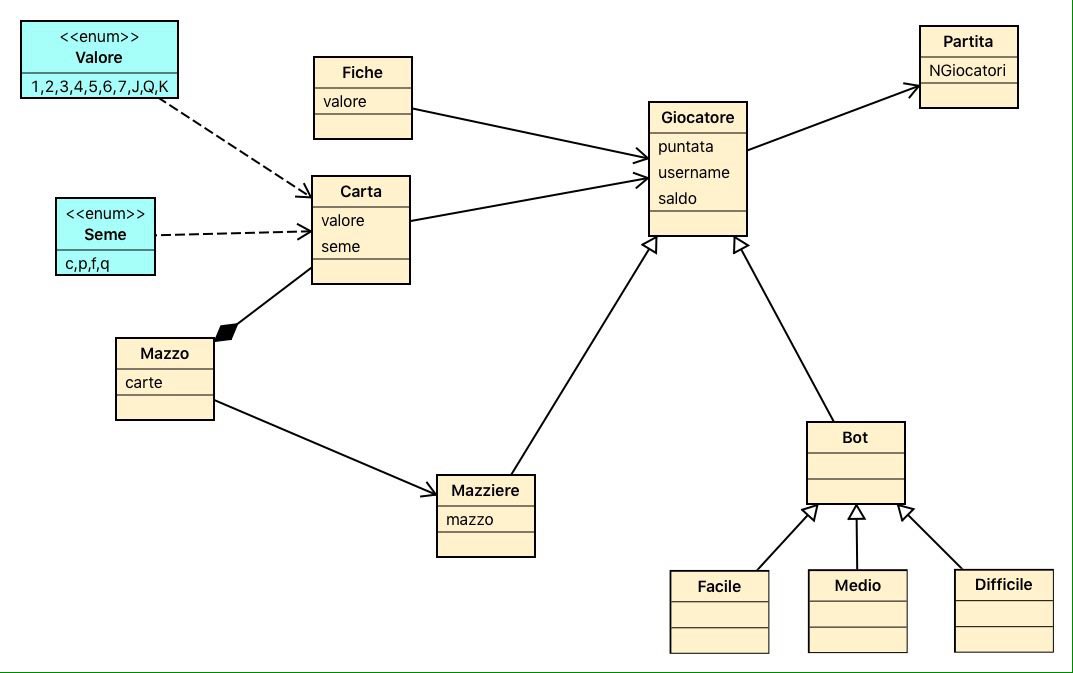 <<enum>>
Valore
1,2,3,4,5,6,7,J,Q,K
Fiche
valore
Partita
NGiocatori
Giocatore
puntata
username
saldo
Carta
valore
seme
<<enum>>
Seme
c,p,f,q
Mazzo
carte
Mazziere
mazzo
Bot
Facile
Medio
Difficile